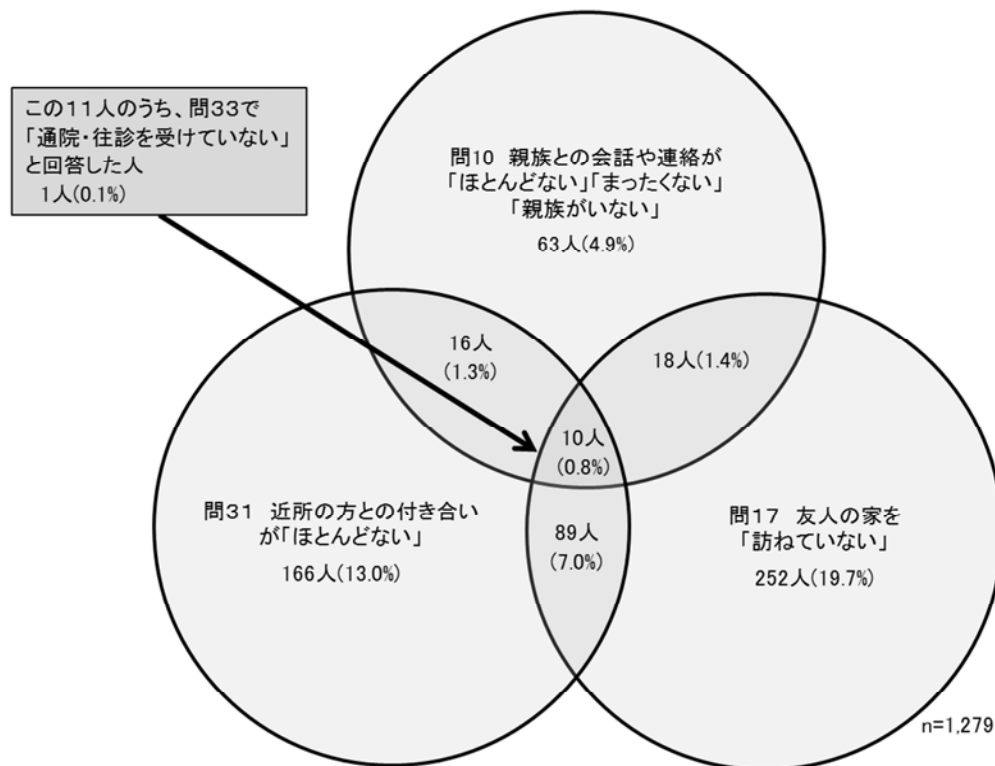 この11人のうち、問33で
「通院・往診を受けていない」
と回答した人
1人(0.1%)
問10 親族との会話や連絡が
「ほとんどない」「まったくない」
「親族がいない」
63人(4.9%)
16人
(1.3%)
18人(1.4%)
10人
(0.8%)
問31 近所の方との付き合い
が「ほとんどない」
166人(13.0%)
89人
(7.0%)
問17 友人の家を
「訪ねていない」
252人(19.7%)
n=1,279